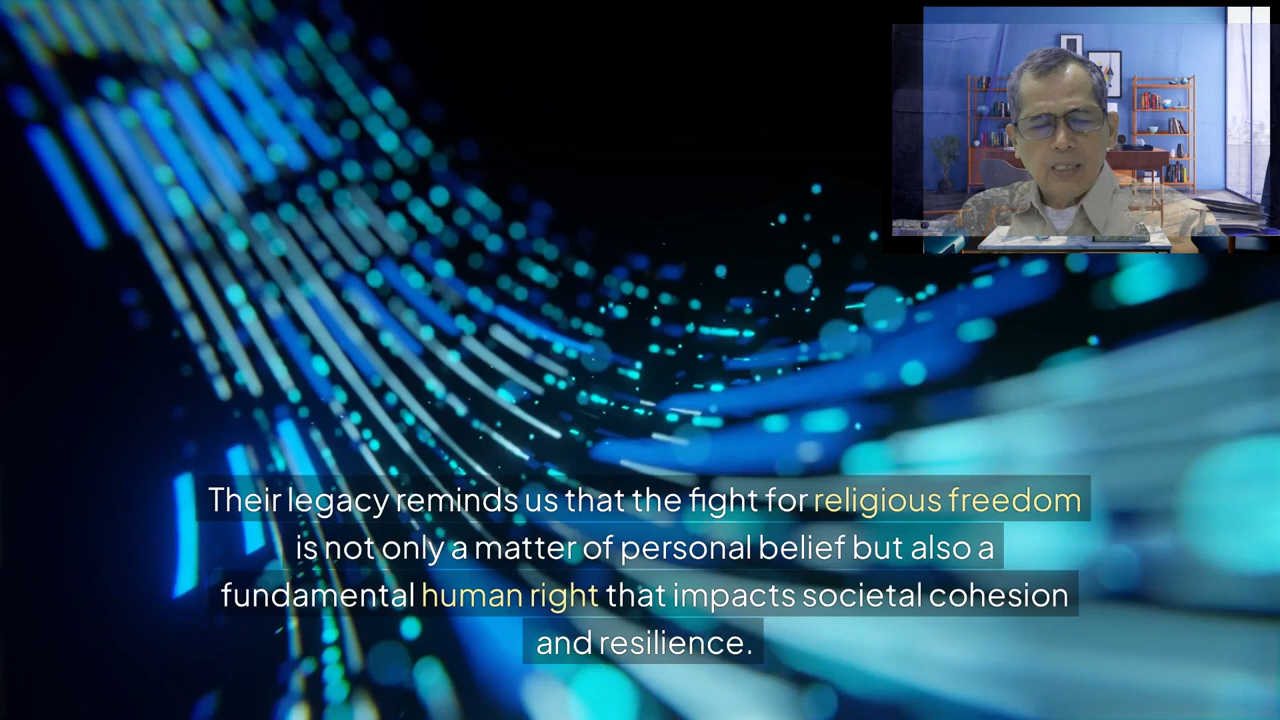 Their legacy reminds us that the fight for religious freedom
is not only a matter of personal belief but also a
fundamental human right that impacts societal cohesion
and resilience.